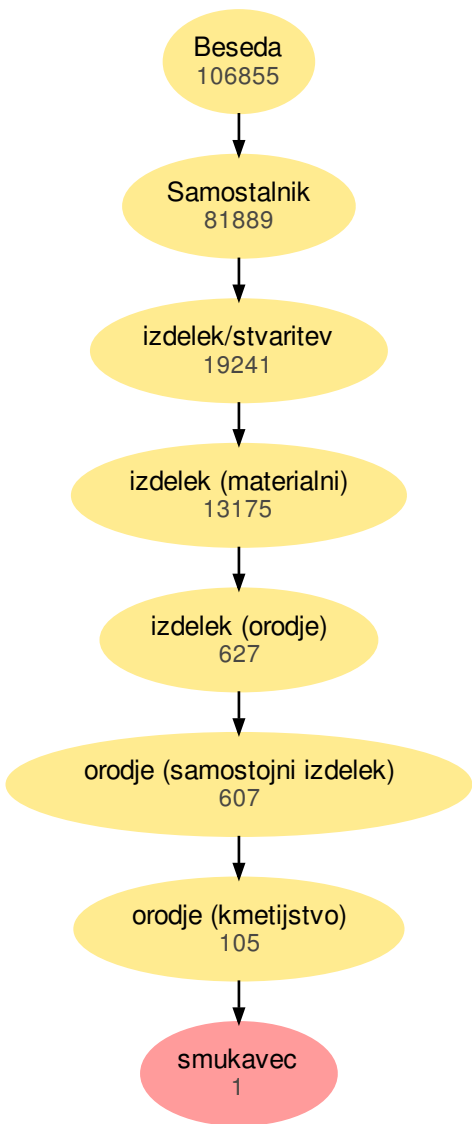 Beseda
106855
Samostalnik
81889
izdelek/stvaritev
19241
izdelek (materialni)
13175
izdelek (orodje)
627
orodje (samostojni izdelek)
607
orodje (kmetijstvo)
105
smukavec
1